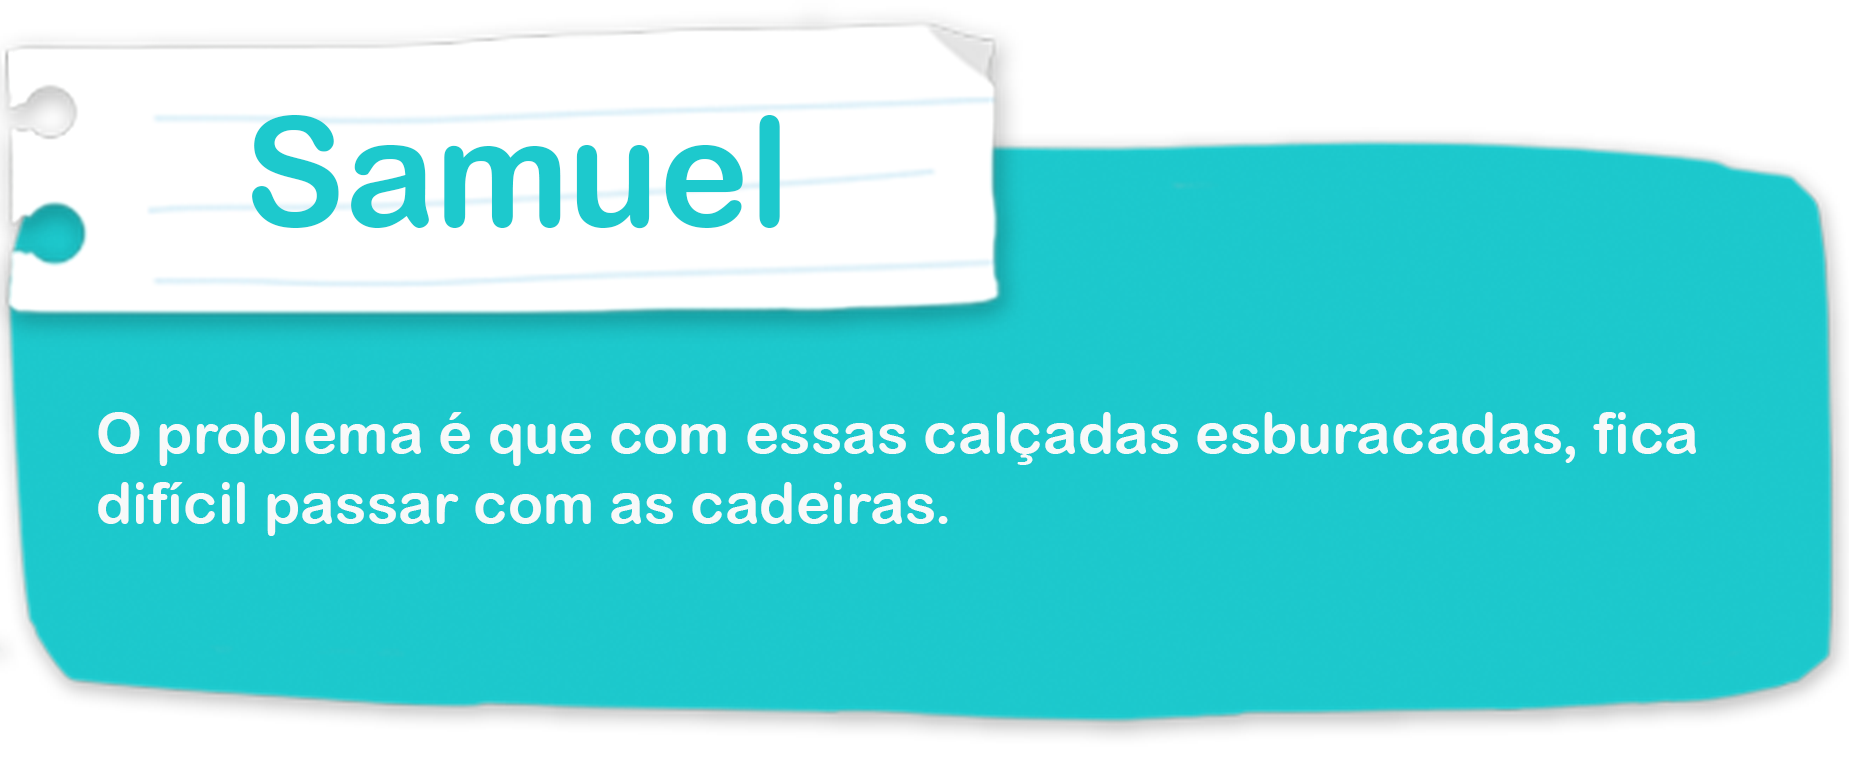 Samuel
O problema é que com essas calçadas esburacadas, fica
difícil passar com as cadeiras.